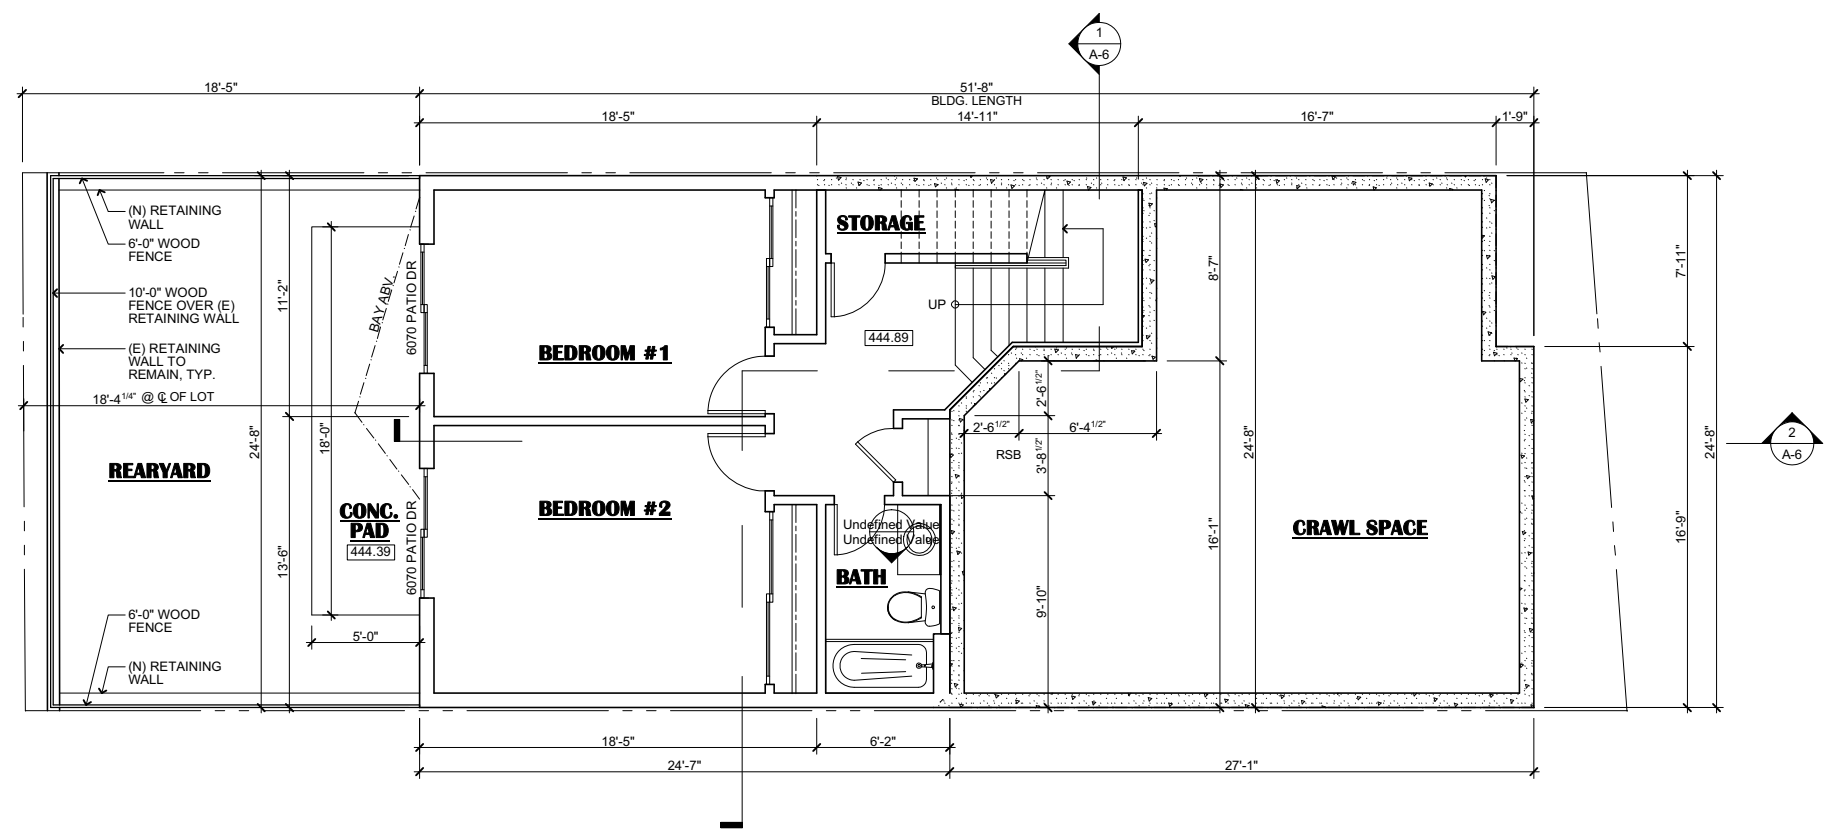 1
A-6
18'-5"
51'-8"
BLDG. LENGTH
18'-5"
14'-11"
16'-7"
1'-9"
(N) RETAINING
WALL
6'-0" WOOD
FENCE
10'-0" WOOD
FENCE OVER (E)
RETAINING WALL
(E) RETAINING
WALL TO
REMAIN, TYP.
18'-4 1/4" @ ℄ OF LOT
REARYARD
6'-0" WOOD
FENCE
(N) RETAINING
WALL
24'-8"
11'-2"
13'-6"
18'-0"
5'-0"
BAY ABV.
6070 PATIO DR
CONC.
PAD
444.39
6070 PATIO DR
BEDROOM #1
BEDROOM #2
STORAGE
UP
444.89
Undefined Value
Undefined Value
BATH
2'-6 1/2"
2'-6 1/2"
6'-4 1/2"
RSB
3'-8 1/2"
9'-10"
8'-7"
16'-1"
24'-8"
CRAWL SPACE
7'-11"
16'-9"
24'-8"
2
A-6
18'-5"
6'-2"
24'-7"
27'-1"